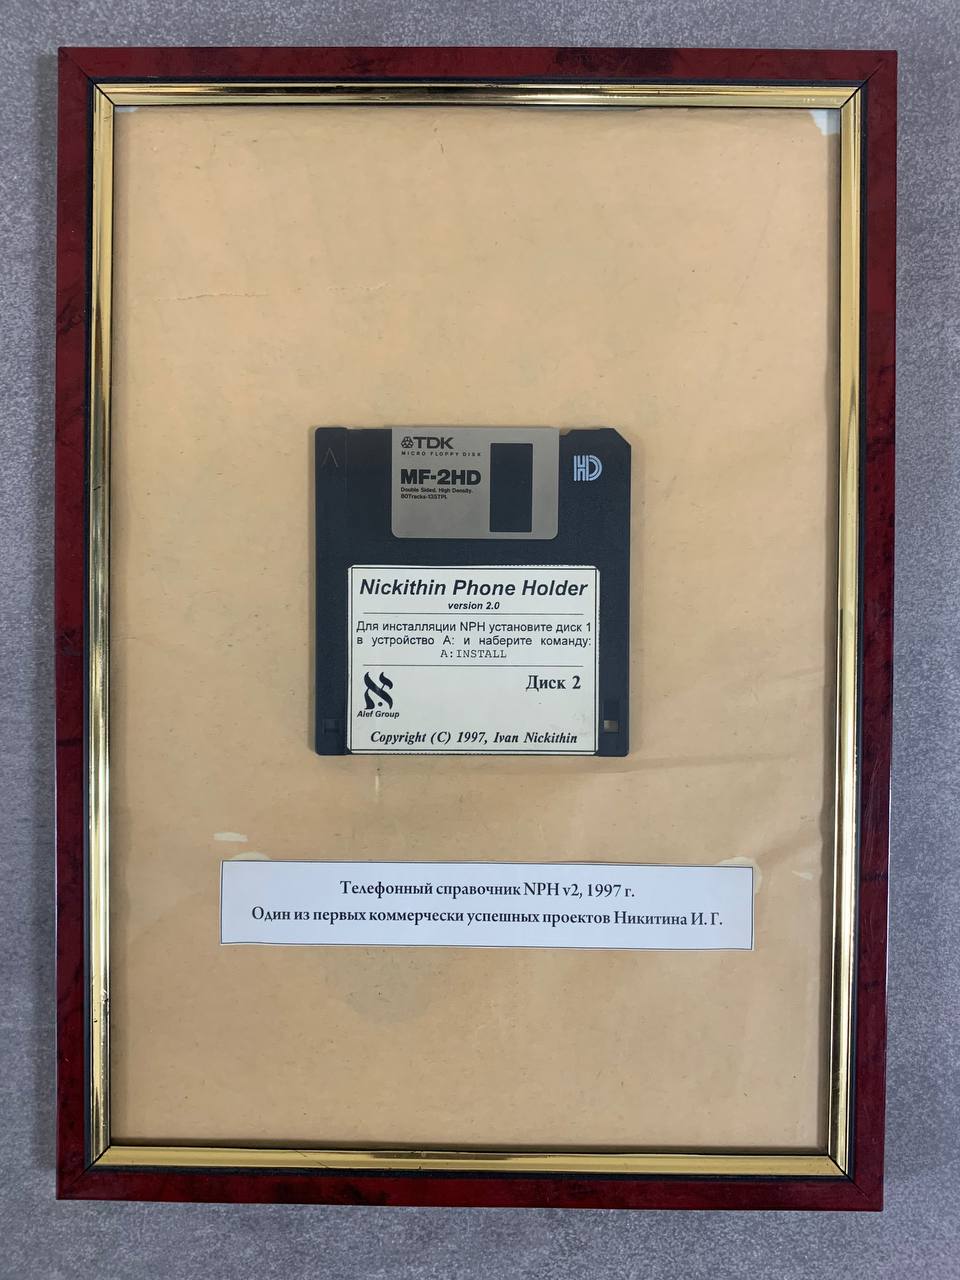 TDK
MICRO FLOPPY DISK
MF-2HD
Double Sided. High Density.
80Tracks-135TPI.
HD
Nickithin Phone Holder
version 2.0
Для инсталляции NPH установите диск 1
в устройство A: и наберите команду:
A:INSTALL
Диск 2
א
Alef Group
Copyright (C) 1997, Ivan Nickithin
Телефонный справочник NPH v2, 1997 г.
Один из первых коммерчески успешных проектов Никитина И. Г.